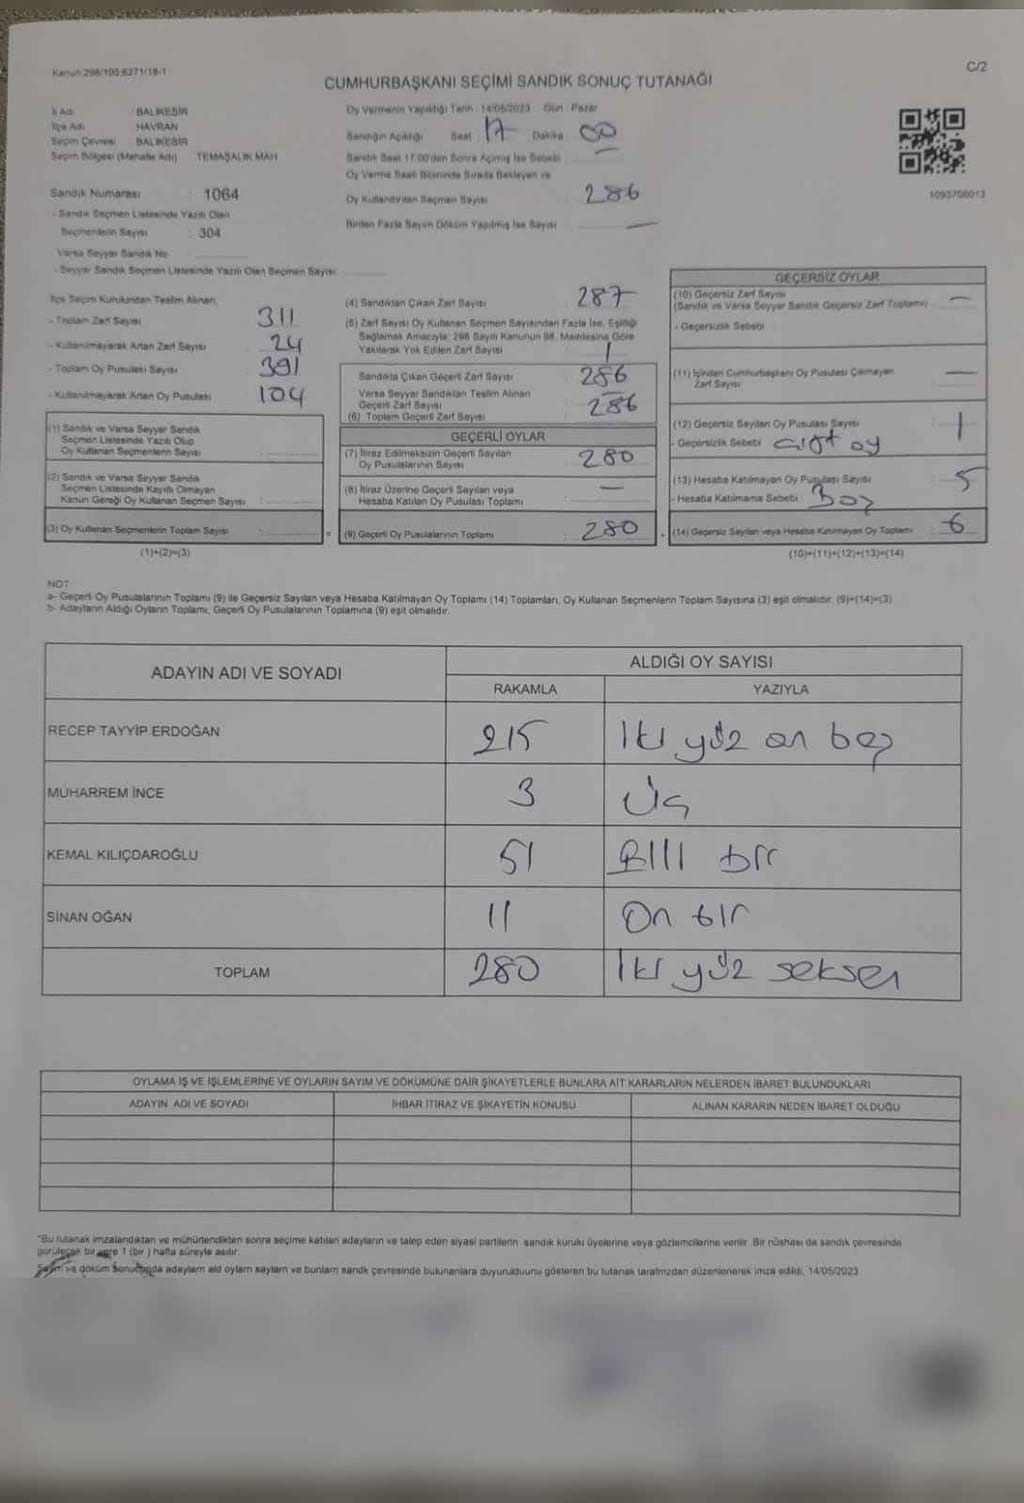 Kanun:298/105;6271/18-1
C/2
CUMHURBAŞKANI SEÇİMİ SANDIK SONUÇ TUTANAĞI
İl Adı : BALIKESİR
İlçe Adı : HAVRAN
Seçim Çevresi : BALIKESİR
Seçim Bölgesi (Mahalle Adı) : TEMAŞALIK MAH
Sandık Numarası : 1064
- Sandık Seçmen Listesinde Yazılı Olan
Seçmenlerin Sayısı : 304
Varsa Seyyar Sandık No
- Seyyar Sandık Seçmen Listesinde Yazılı Olan Seçmen Sayısı
Oy Vermenin Yapıldığı Tarih : 14/05/2023 Gün : Pazar
Sandığın Açıldığı Saat 17 Dakika 00
Sandık Saat 17.00'den Sonra Açılmış İse Sebebi
Oy Verme Saati Bitiminde Sırada Bekleyen ve
Oy Kullandırılan Seçmen Sayısı 286
Birden Fazla Sayım Döküm Yapılmış İse Sayısı —
1093706013
İlçe Seçim Kurulundan Teslim Alınan;
- Toplam Zarf Sayısı 311
- Kullanılmayarak Artan Zarf Sayısı 24
- Toplam Oy Pusulası Sayısı 391
- Kullanılmayarak Artan Oy Pusulası 104
(1) Sandık ve Varsa Seyyar Sandık
Seçmen Listesinde Yazılı Olup
Oy Kullanan Seçmenlerin Sayısı
(2) Sandık ve Varsa Seyyar Sandık
Seçmen Listesinde Kayıtlı Olmayan
Kanun Gereği Oy Kullanan Seçmen Sayısı
(3) Oy Kullanan Seçmenlerin Toplam Sayısı
(1)+(2)=(3)
(4) Sandıktan Çıkan Zarf Sayısı 287
(5) Zarf Sayısı Oy Kullanan Seçmen Sayısından Fazla İse, Eşitliği
Sağlamak Amacıyla; 298 Sayılı Kanunun 98. Maddesine Göre
Yakılarak Yok Edilen Zarf Sayısı 1
Sandıkta Çıkan Geçerli Zarf Sayısı 286
Varsa Seyyar Sandıktan Teslim Alınan
Geçerli Zarf Sayısı
(6) Toplam Geçerli Zarf Sayısı 286
GEÇERLİ OYLAR
(7) İtiraz Edilmeksizin Geçerli Sayılan
Oy Pusulalarının Sayısı 280
(8) İtiraz Üzerine Geçerli Sayılan veya
Hesaba Katılan Oy Pusulası Toplamı —
(9) Geçerli Oy Pusulalarının Toplamı 280
GEÇERSİZ OYLAR
(10) Geçersiz Zarf Sayısı
(Sandık ve Varsa Seyyar Sandık Geçersiz Zarf Toplamı) —
- Geçersizlik Sebebi
(11) İçinden Cumhurbaşkanı Oy Pusulası Çıkmayan
Zarf Sayısı —
(12) Geçersiz Sayılan Oy Pusulası Sayısı 1
- Geçersizlik Sebebi çift oy
(13) Hesaba Katılmayan Oy Pusulası Sayısı 5
- Hesaba Katılmama Sebebi Boş
(14) Geçersiz Sayılan veya Hesaba Katılmayan Oy Toplamı 6
(10)+(11)+(12)+(13)=(14)
NOT
a- Geçerli Oy Pusulalarının Toplamı (9) ile Geçersiz Sayılan veya Hesaba Katılmayan Oy Toplamı (14) Toplamları, Oy Kullanan Seçmenlerin Toplam Sayısına (3) eşit olmalıdır. (9)+(14)=(3)
b- Adayların Aldığı Oyların Toplamı, Geçerli Oy Pusulalarının Toplamına (9) eşit olmalıdır.
ADAYIN ADI VE SOYADI
ALDIĞI OY SAYISI
RAKAMLA YAZIYLA
RECEP TAYYİP ERDOĞAN 215 İki yüz on beş
MUHARREM İNCE 3 Üç
KEMAL KILIÇDAROĞLU 51 Elli bir
SİNAN OĞAN 11 On bir
TOPLAM 280 İki yüz seksen
OYLAMA İŞ VE İŞLEMLERİNE VE OYLARIN SAYIM VE DÖKÜMÜNE DAİR ŞİKAYETLERLE BUNLARA AİT KARARLARIN NELERDEN İBARET BULUNDUKLARI
ADAYIN ADI VE SOYADI İHBAR İTİRAZ VE ŞİKAYETİN KONUSU ALINAN KARARIN NEDEN İBARET OLDUĞU
*Bu tutanak imzalandıktan ve mühürlendikten sonra seçime katılan adayların ve talep eden siyasi partilerin sandık kurulu üyelerine veya gözlemcilerine verilir. Bir nüshası da sandık çevresinde
görülecek bir yere 1 (bir) hafta süreyle asılır.
Sayım ve döküm sonucunda adayların ald oyların sayların ve bunların sandk çevresinde bulunanlara duyurulduunu gösteren bu tutanak tarafmzdan düzenlenerek imza edildi. 14/05/2023